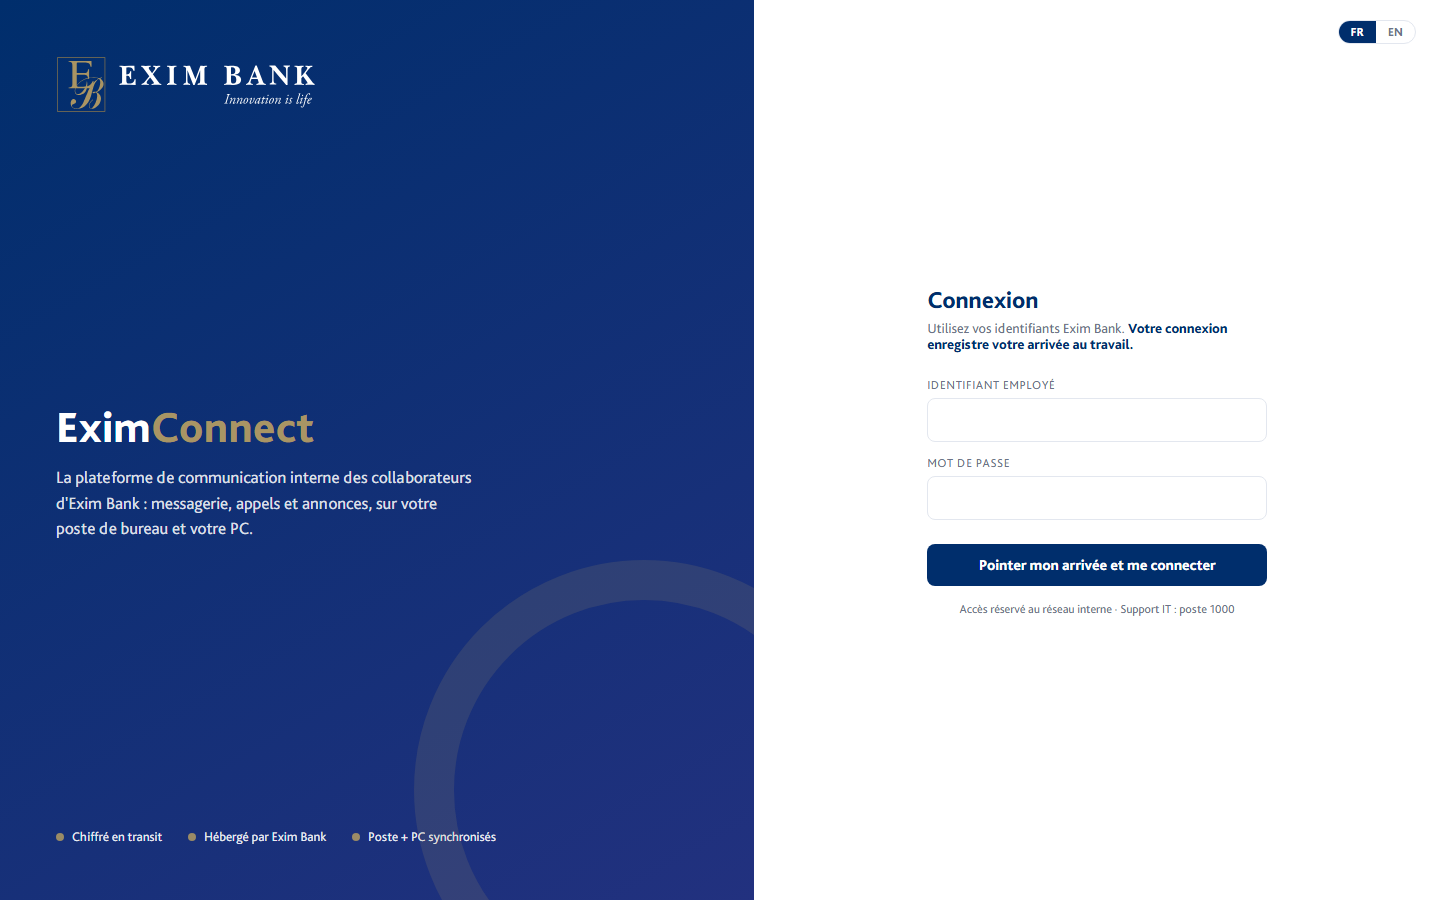 EXIM BANK
Innovation is life
FR EN
EximConnect
La plateforme de communication interne des collaborateurs
d'Exim Bank : messagerie, appels et annonces, sur votre
poste de bureau et votre PC.
Chiffré en transit
Hébergé par Exim Bank
Poste + PC synchronisés
Connexion
Utilisez vos identifiants Exim Bank. Votre connexion
enregistre votre arrivée au travail.
IDENTIFIANT EMPLOYÉ
MOT DE PASSE
Pointer mon arrivée et me connecter
Accès réservé au réseau interne · Support IT : poste 1000